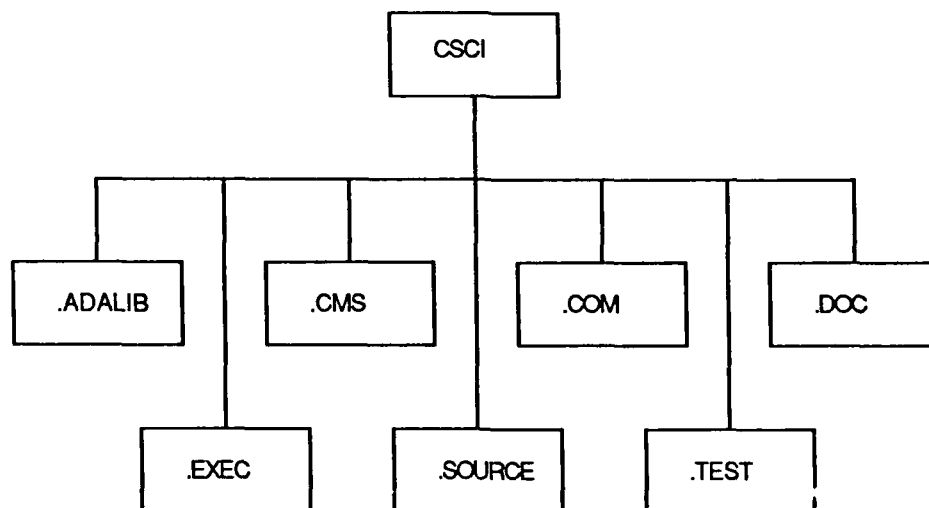 CSCI
.ADALIB
.CMS
.COM
.DOC
.EXEC
.SOURCE
.TEST